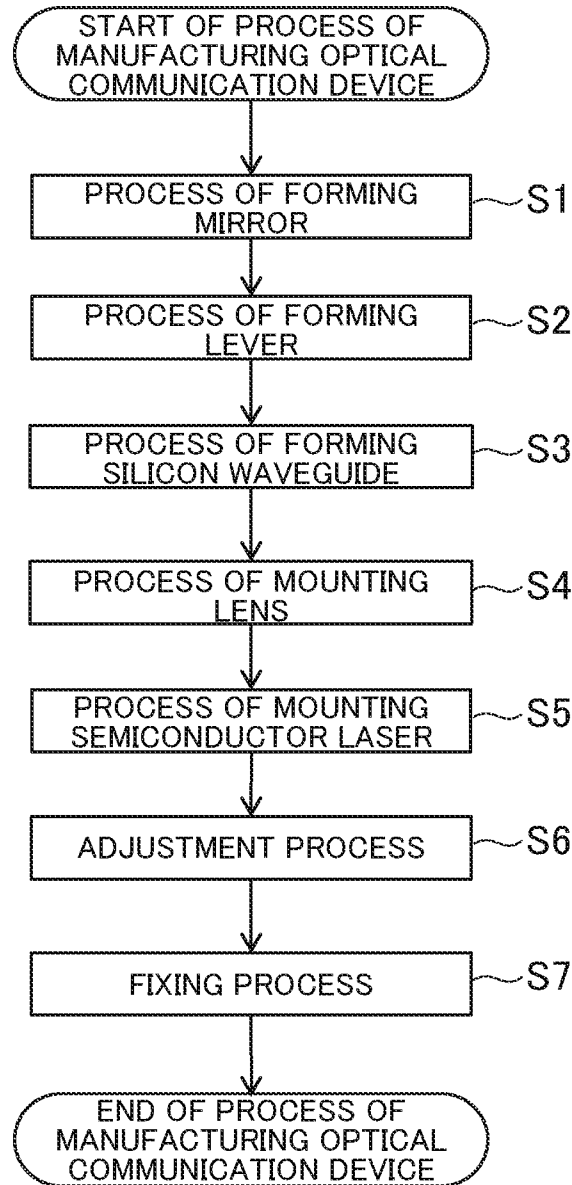 START OF PROCESS OF
MANUFACTURING OPTICAL
COMMUNICATION DEVICE
PROCESS OF FORMING
MIRROR
S1
PROCESS OF FORMING
LEVER
S2
PROCESS OF FORMING
SILICON WAVEGUIDE
S3
PROCESS OF MOUNTING
LENS
S4
PROCESS OF MOUNTING
SEMICONDUCTOR LASER
S5
ADJUSTMENT PROCESS
S6
FIXING PROCESS
S7
END OF PROCESS OF
MANUFACTURING OPTICAL
COMMUNICATION DEVICE